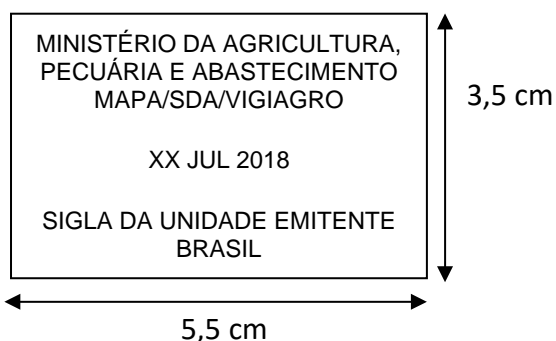 MINISTÉRIO DA AGRICULTURA,
PECUÁRIA E ABASTECIMENTO
MAPA/SDA/VIGIAGRO
XX JUL 2018
SIGLA DA UNIDADE EMITENTE
BRASIL
3,5 cm
5,5 cm